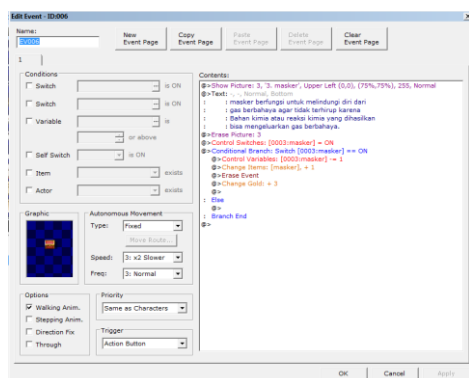 Edit Event - ID:006
Name:
EV006
New Event Page
Copy Event Page
Paste Event Page
Delete Event Page
Clear Event Page
1
Conditions
Switch is ON
Switch is ON
Variable is
or above
Self Switch is ON
Item exists
Actor exists
Graphic
Autonomous Movement
Type: Fixed
Move Route...
Speed: 3: x2 Slower
Freq: 3: Normal
Options
Walking Anim.
Stepping Anim.
Direction Fix
Through
Priority
Same as Characters
Trigger
Action Button
Contents:
@>Show Picture: 3, '3. masker', Upper Left (0,0), (75%,75%), 255, Normal
@>Text: -, -, Normal, Bottom
: : masker berfungsi untuk melindungi diri dari
: : gas berbahaya agar tidak terhirup karena
: : Bahan kimia atau reaksi kimia yang dihasilkan
: : bisa mengeluarkan gas berbahaya.
@>Erase Picture: 3
@>Control Switches: [0003:masker] = ON
@>Conditional Branch: Switch [0003:masker] == ON
@>Control Variables: [0003:masker] -= 1
@>Change Items: [masker], + 1
@>Erase Event
@>Change Gold: + 3
@>
: Else
@>
: Branch End
@>
OK
Cancel
Apply